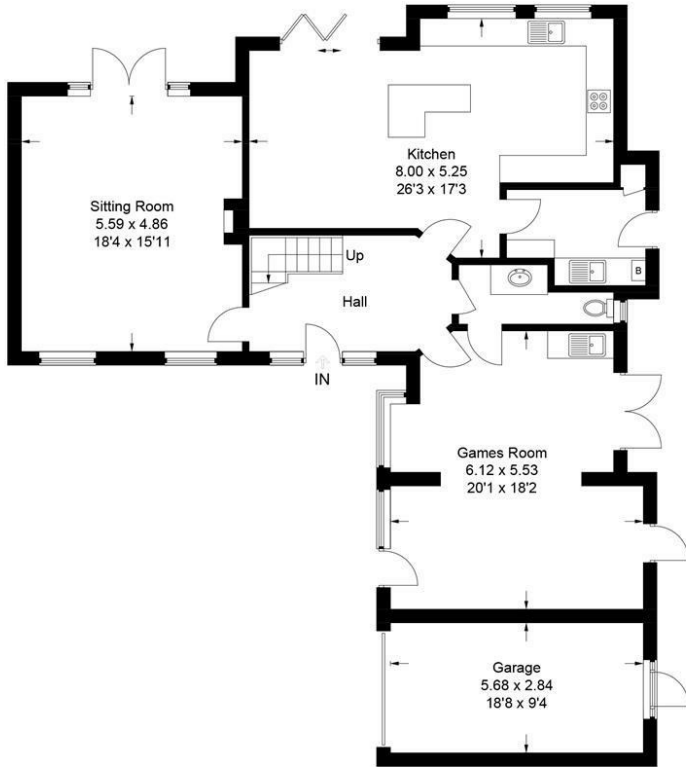 Kitchen
8.00 x 5.25
26'3 x 17'3
Sitting Room
5.59 x 4.86
18'4 x 15'11
Up
Hall
B
IN
Games Room
6.12 x 5.53
20'1 x 18'2
Garage
5.68 x 2.84
18'8 x 9'4